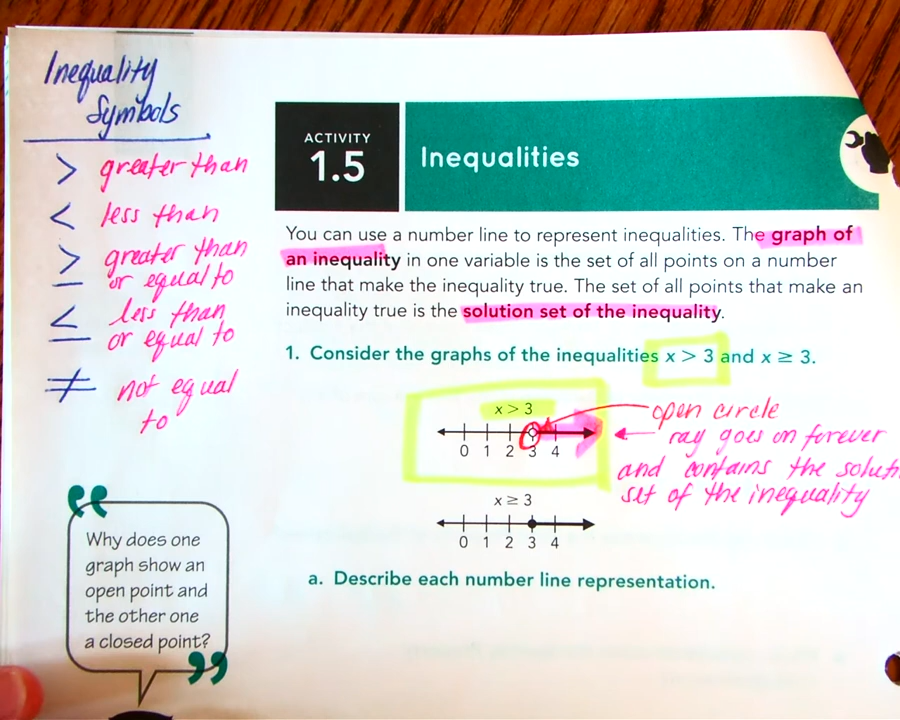 Inequality
Symbols
> greater than
< less than
≥ greater than
or equal to
≤ less than
or equal to
≠ not equal
to
ACTIVITY
1.5
Inequalities
You can use a number line to represent inequalities. The graph of
an inequality in one variable is the set of all points on a number
line that make the inequality true. The set of all points that make an
inequality true is the solution set of the inequality.
1. Consider the graphs of the inequalities x > 3 and x ≥ 3.
x > 3
0 1 2 3 4
open circle
ray goes on forever
and contains the
set of the inequality
x ≥ 3
0 1 2 3 4
a. Describe each number line representation.
Why does one
graph show an
open point and
the other one
a closed point?